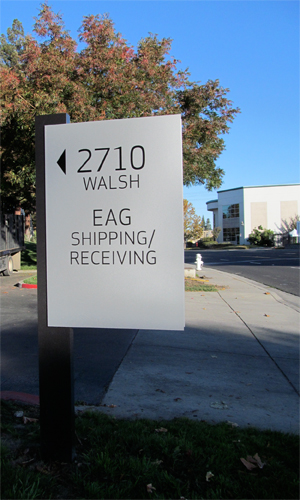 2710
WALSH
EAG
SHIPPING/
RECEIVING